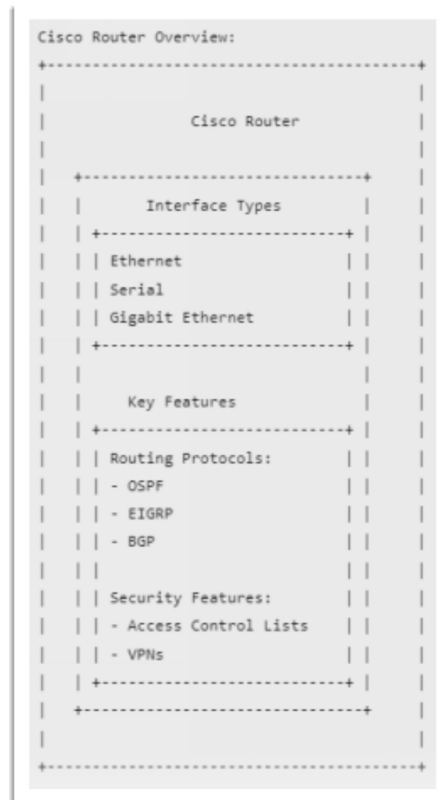 Cisco Router Overview:
Cisco Router
Interface Types
Ethernet
Serial
Gigabit Ethernet
Key Features
Routing Protocols:
- OSPF
- EIGRP
- BGP
Security Features:
- Access Control Lists
- VPNs